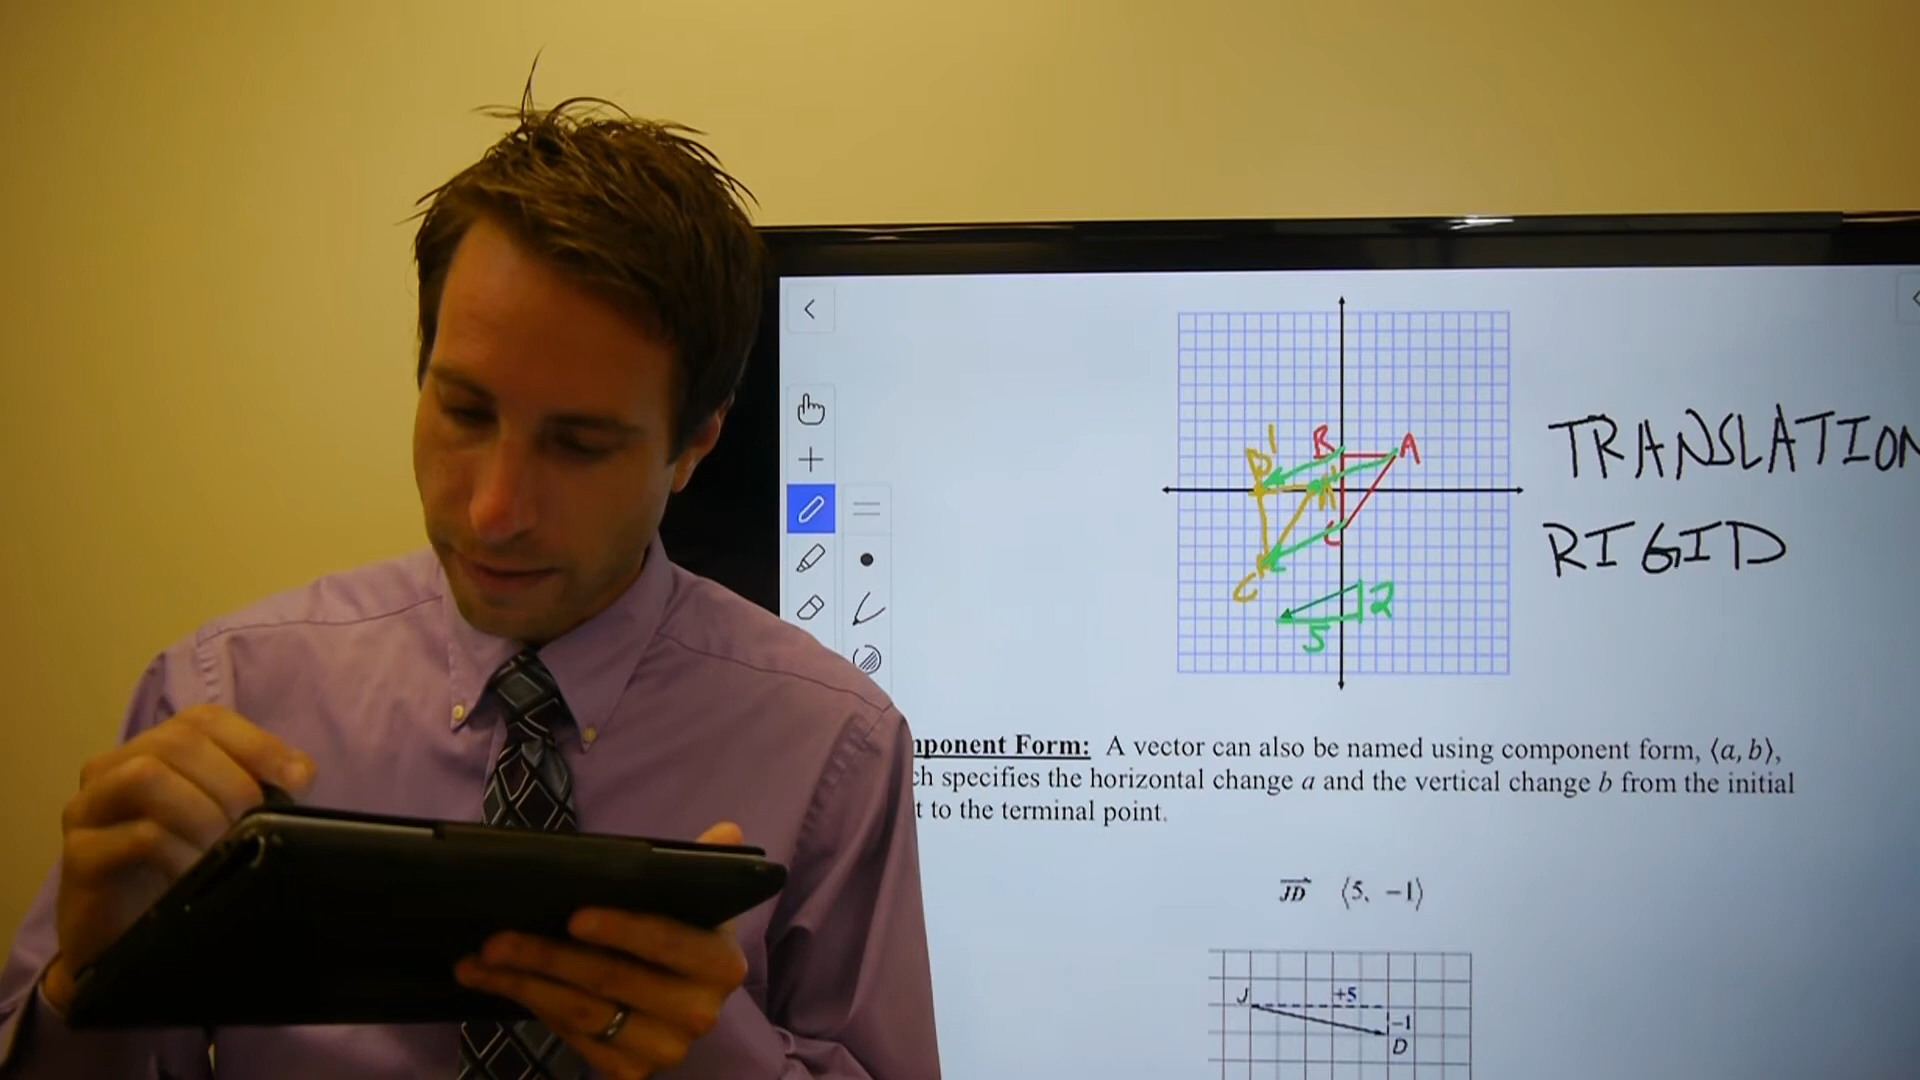 B'
B
A
A'
C
C'
2
5
TRANSLATION
RIGID
mponent Form: A vector can also be named using component form, ⟨a, b⟩,
ch specifies the horizontal change a and the vertical change b from the initial
t to the terminal point.
JD ⟨5, −1⟩
J
+5
−1
D